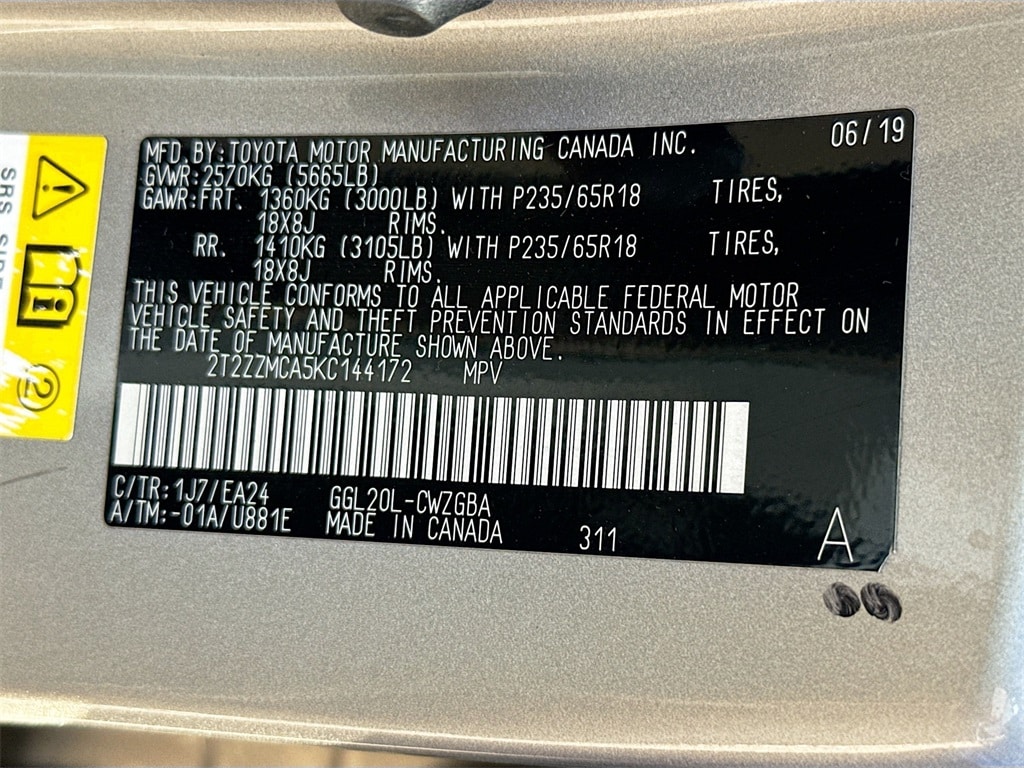 06/19
MFD.BY:TOYOTA MOTOR MANUFACTURING CANADA INC.
GVWR:2570KG (5665LB)
GAWR:FRT. 1360KG (3000LB) WITH P235/65R18 TIRES,
18X8J RIMS.
RR. 1410KG (3105LB) WITH P235/65R18 TIRES,
18X8J RIMS.
THIS VEHICLE CONFORMS TO ALL APPLICABLE FEDERAL MOTOR
VEHICLE SAFETY AND THEFT PREVENTION STANDARDS IN EFFECT ON
THE DATE OF MANUFACTURE SHOWN ABOVE.
2T2ZZMCA5KC144172 MPV
C/TR:1J7/EA24 GGL20L-CWZGBA
A/TM:-01A/U881E MADE IN CANADA 311 A
SRS
2